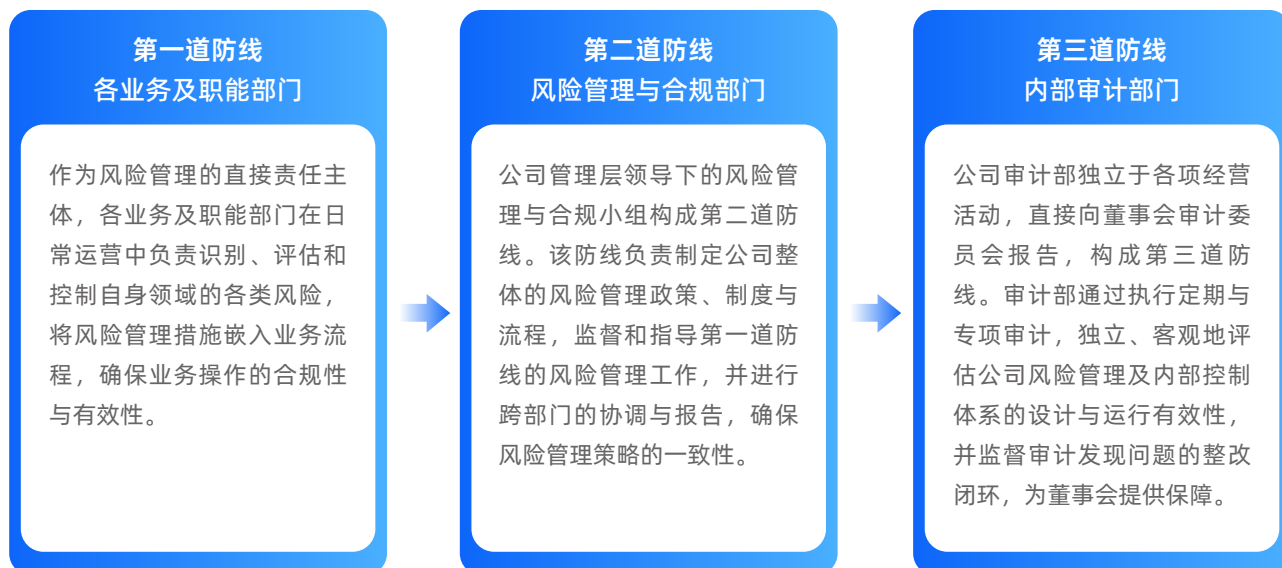 第一道防线
各业务及职能部门
作为风险管理的直接责任主
体，各业务及职能部门在日
常运营中负责识别、评估和
控制自身领域的各类风险，
将风险管理措施嵌入业务流
程，确保业务操作的合规性
与有效性。
第二道防线
风险管理与合规部门
公司管理层领导下的风险管
理与合规小组构成第二道防
线。该防线负责制定公司整
体的风险管理政策、制度与
流程，监督和指导第一道防
线的风险管理工作，并进行
跨部门的协调与报告，确保
风险管理策略的一致性。
第三道防线
内部审计部门
公司审计部独立于各项经营
活动，直接向董事会审计委
员会报告，构成第三道防
线。审计部通过执行定期与
专项审计，独立、客观地评
估公司风险管理及内部控制
体系的设计与运行有效性，
并监督审计发现问题的整改
闭环，为董事会提供保障。